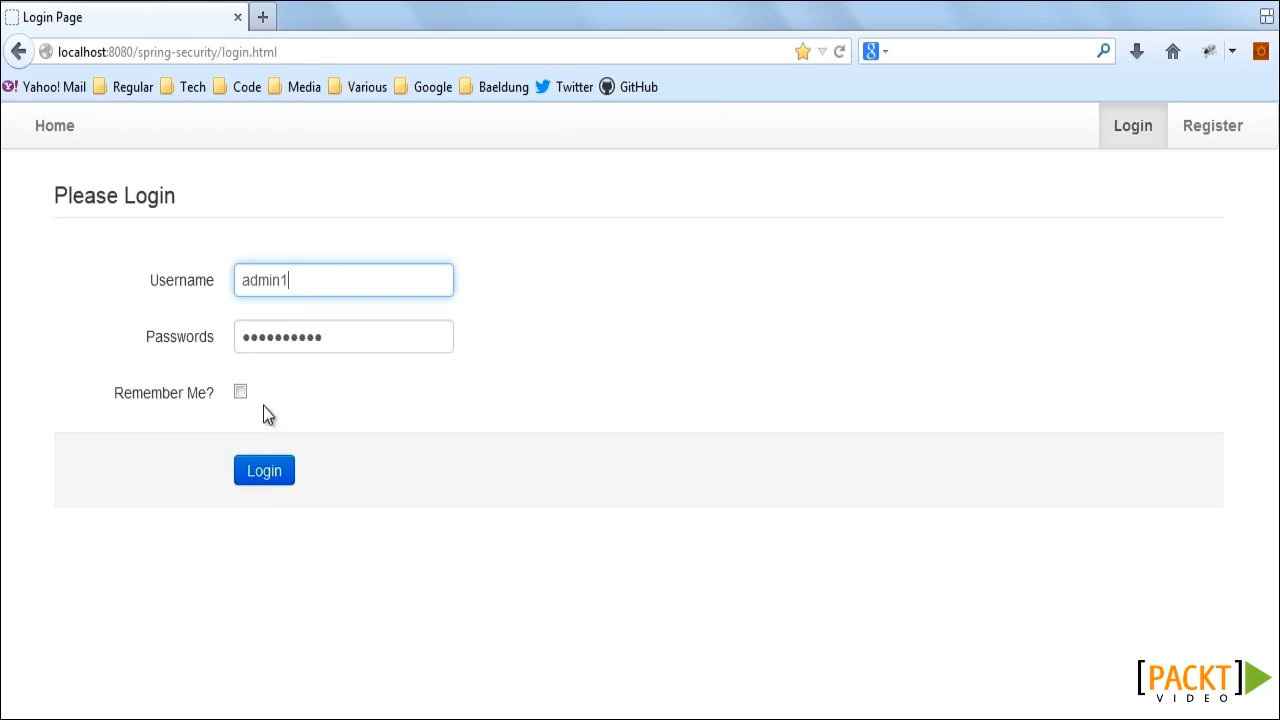 Login Page
localhost:8080/spring-security/login.html
8
Yahoo! Mail Regular Tech Code Media Various Google Baeldung Twitter GitHub
Home Login Register
Please Login
Username admin1
Passwords ••••••••••
Remember Me?
Login
[PACKT]
VIDEO